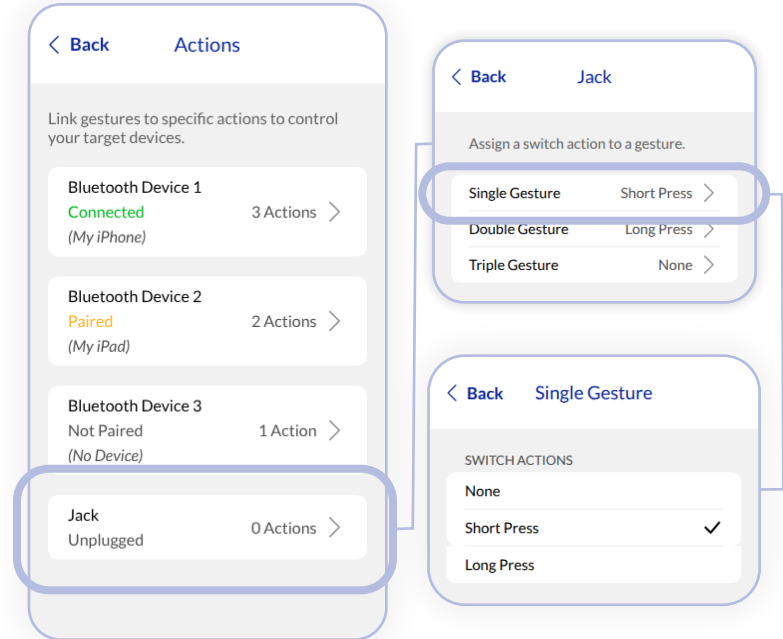 Back Actions
Link gestures to specific actions to control
your target devices.
Bluetooth Device 1
Connected 3 Actions
(My iPhone)
Bluetooth Device 2
Paired 2 Actions
(My iPad)
Bluetooth Device 3
Not Paired 1 Action
(No Device)
Jack
Unplugged 0 Actions
Back Jack
Assign a switch action to a gesture.
Single Gesture Short Press
Double Gesture Long Press
Triple Gesture None
Back Single Gesture
SWITCH ACTIONS
None
Short Press
Long Press